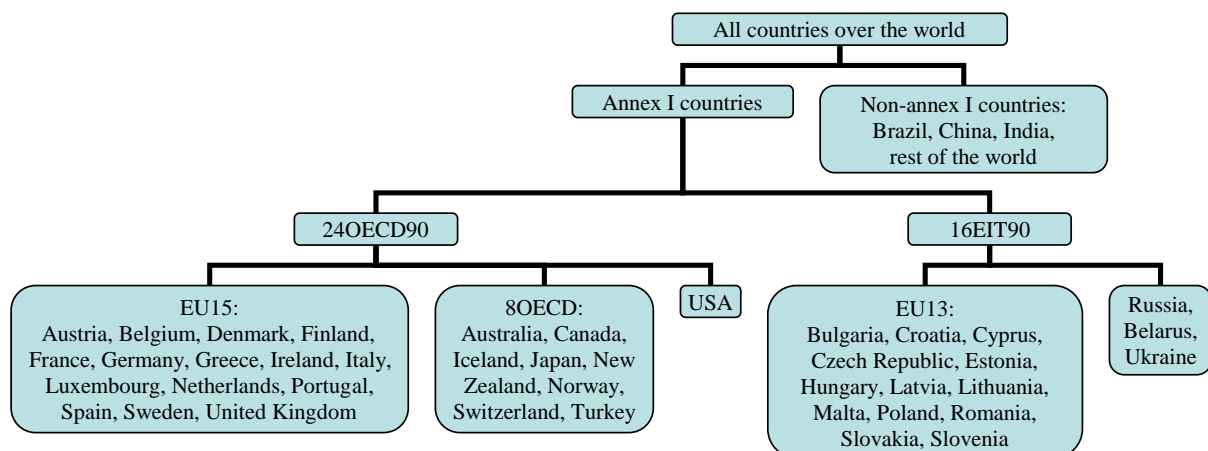 All countries over the world
Annex I countries
Non-annex I countries:
Brazil, China, India,
rest of the world
24OECD90
16EIT90
EU15:
Austria, Belgium, Denmark, Finland,
France, Germany, Greece, Ireland, Italy,
Luxembourg, Netherlands, Portugal,
Spain, Sweden, United Kingdom
8OECD:
Australia, Canada,
Iceland, Japan, New
Zealand, Norway,
Switzerland, Turkey
USA
EU13:
Bulgaria, Croatia, Cyprus,
Czech Republic, Estonia,
Hungary, Latvia, Lithuania,
Malta, Poland, Romania,
Slovakia, Slovenia
Russia,
Belarus,
Ukraine